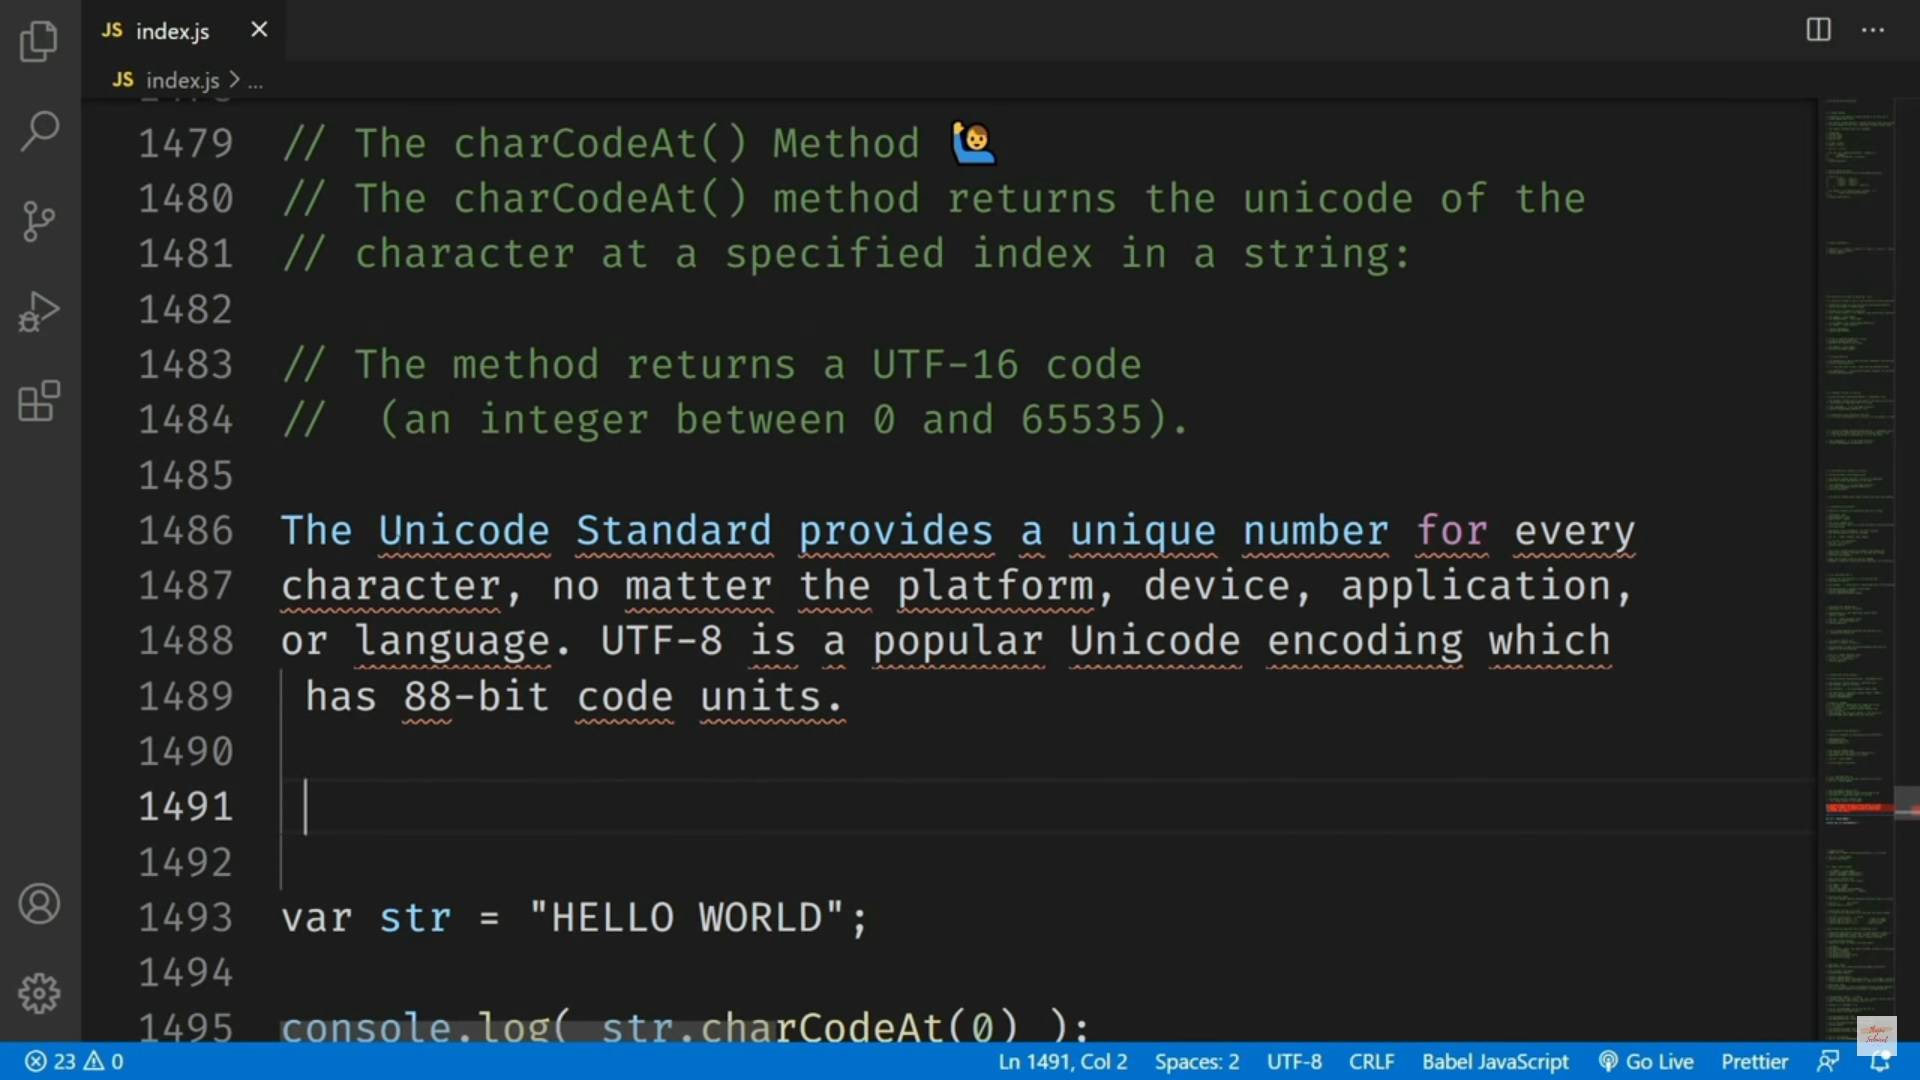 JS index.js
JS index.js > ...
1479 // The charCodeAt() Method 🙋‍♂️
1480 // The charCodeAt() method returns the unicode of the
1481 // character at a specified index in a string:
1482
1483 // The method returns a UTF-16 code
1484 //  (an integer between 0 and 65535).
1485
1486 The Unicode Standard provides a unique number for every
1487 character, no matter the platform, device, application,
1488 or language. UTF-8 is a popular Unicode encoding which
1489  has 88-bit code units.
1490
1491
1492
1493 var str = "HELLO WORLD";
1494
1495 console.log( str.charCodeAt(0) );
23 0 Ln 1491, Col 2 Spaces: 2 UTF-8 CRLF Babel JavaScript Go Live Prettier